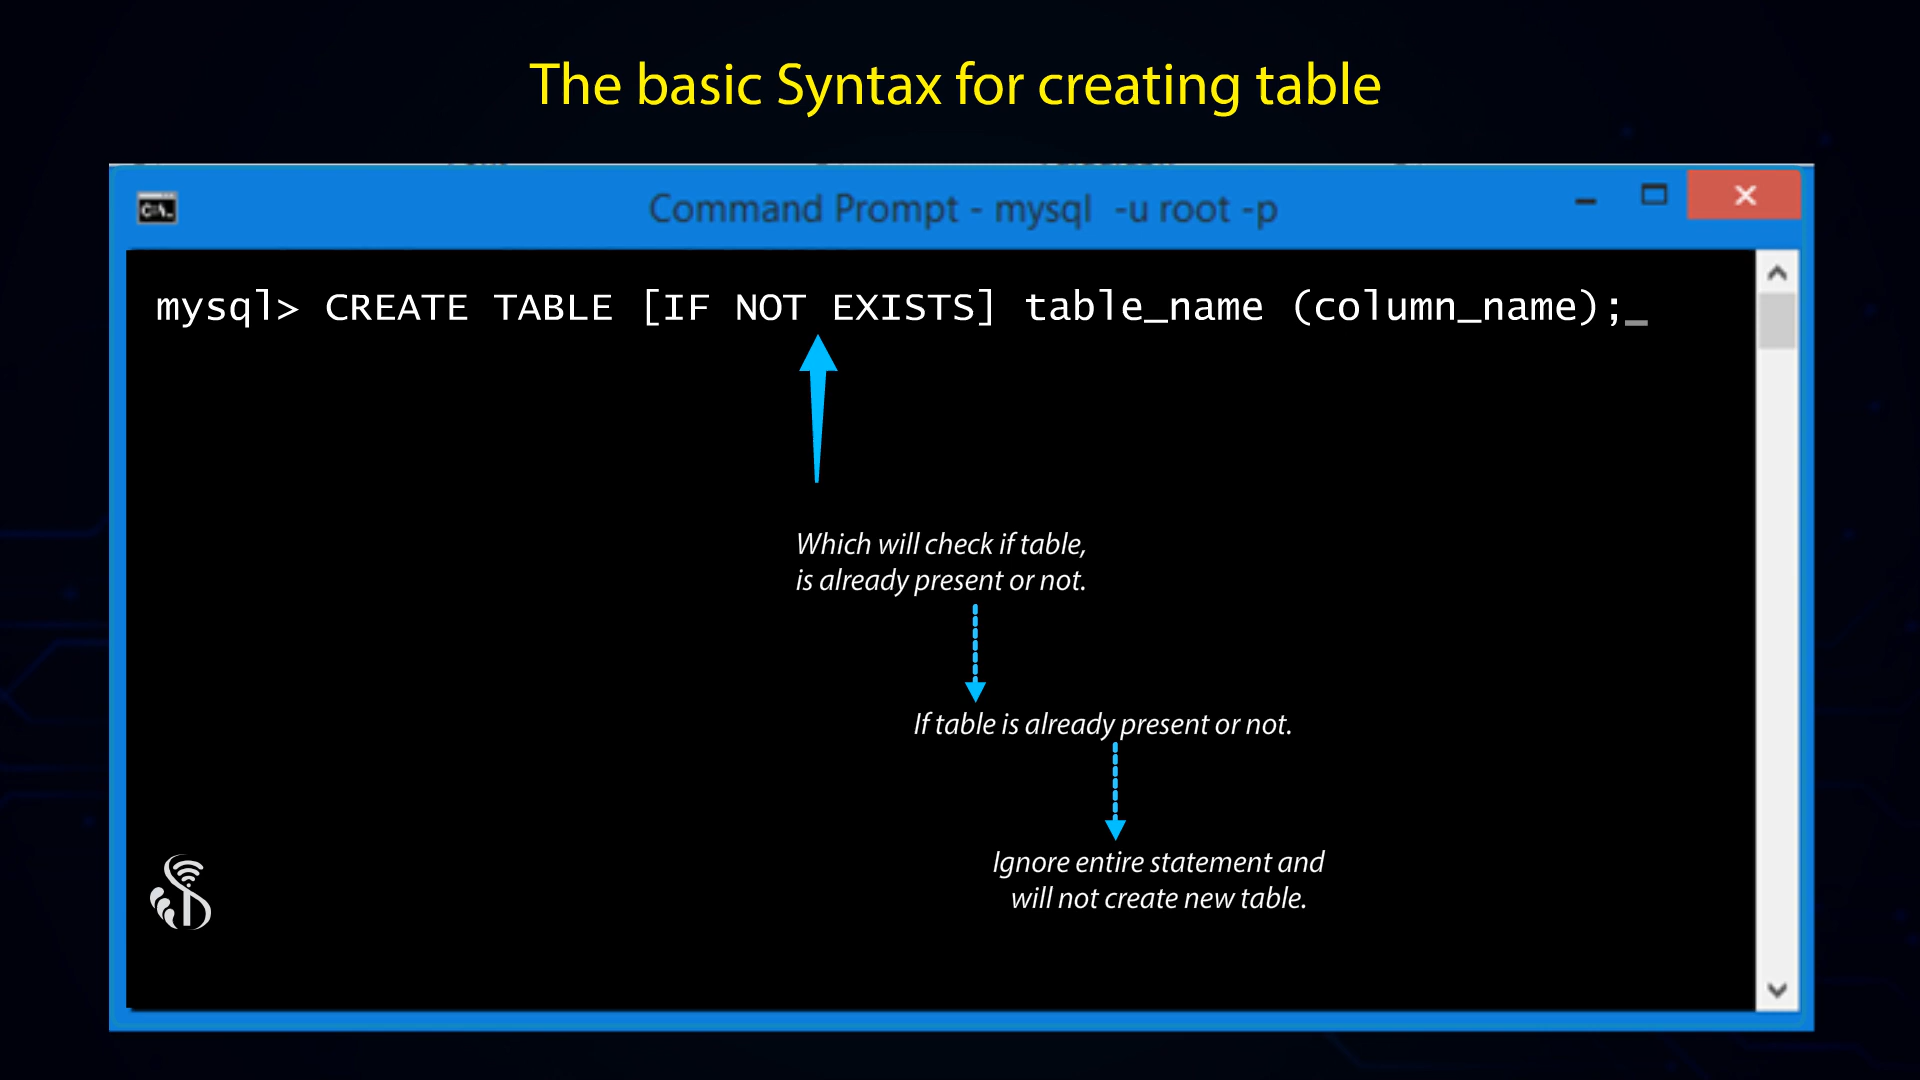 The basic Syntax for creating table
Command Prompt - mysql -u root -p
mysql> CREATE TABLE [IF NOT EXISTS] table_name (column_name);_
Which will check if table,
is already present or not.
If table is already present or not.
Ignore entire statement and
will not create new table.